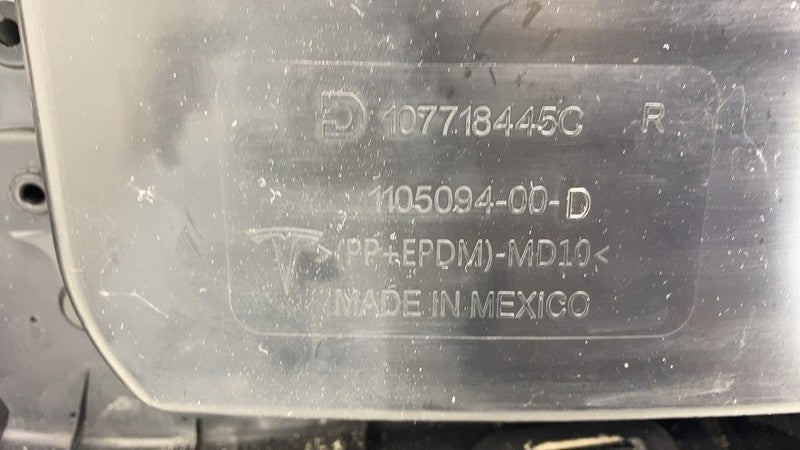 107718445C R
1105094-00-D
>(PP+EPDM)-MD10<
MADE IN MEXICO